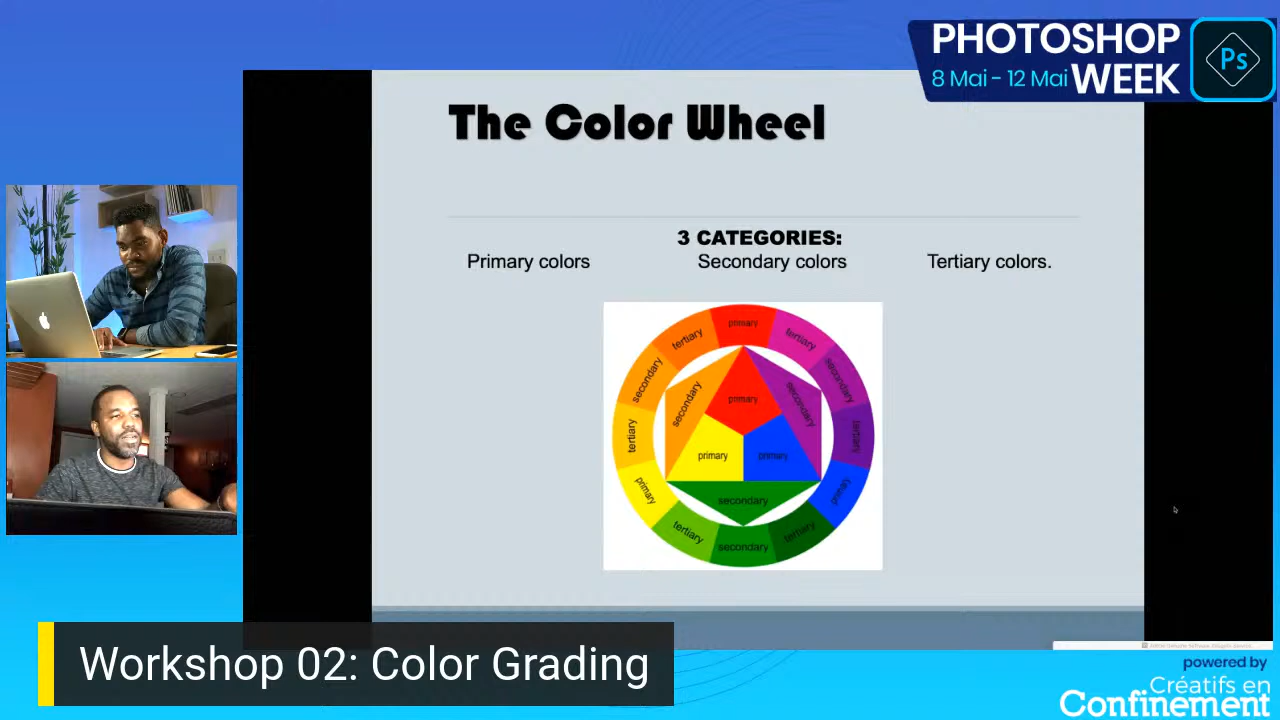 PHOTOSHOP
8 Mai - 12 Mai WEEK
Ps
The Color Wheel
3 CATEGORIES:
Primary colors Secondary colors Tertiary colors.
primary
tertiary
secondary
tertiary
primary
tertiary
secondary
tertiary
primary
tertiary
secondary
tertiary
primary
secondary
secondary
primary
primary
secondary
Workshop 02: Color Grading
powered by
Créatifs en
Confinement